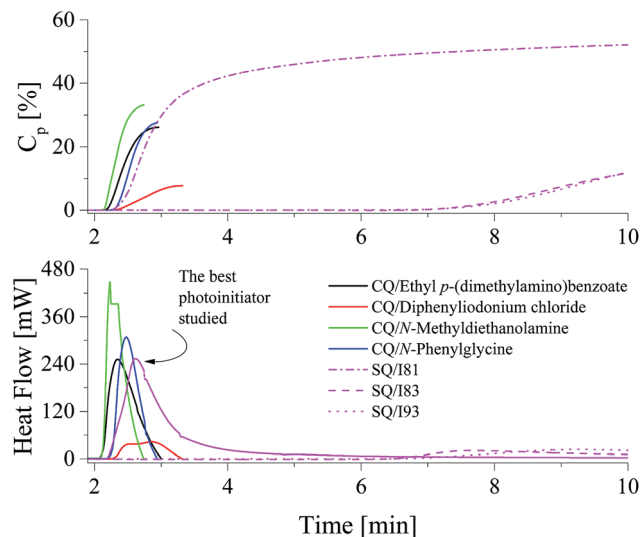 60
40
20
0
C_p [%]
2
4
6
8
10
480
360
240
120
0
Heat Flow [mW]
The best
photoinitiator
studied
CQ/Ethyl p-(dimethylamino)benzoate
CQ/Diphenyliodonium chloride
CQ/N-Methyldiethanolamine
CQ/N-Phenylglycine
SQ/I81
SQ/I83
SQ/I93
2
4
6
8
10
Time [min]